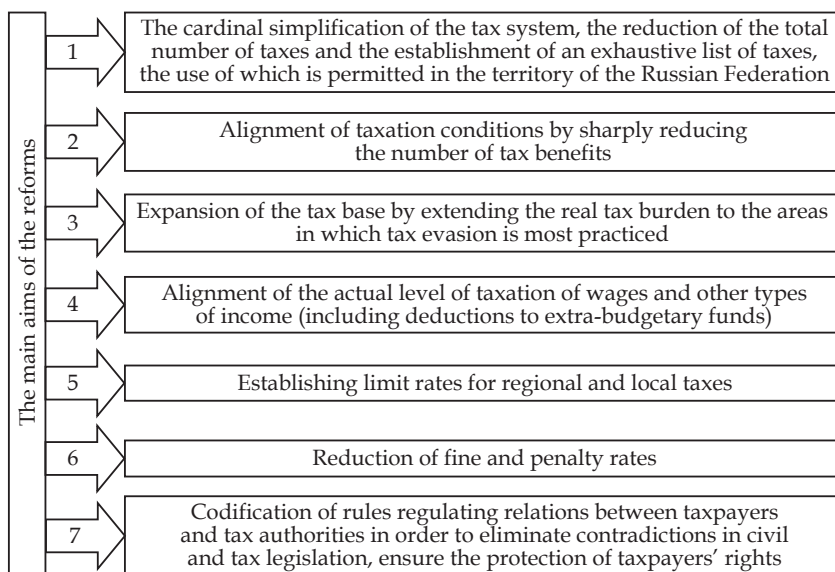 The main aims of the reforms
1
The cardinal simplification of the tax system, the reduction of the total
number of taxes and the establishment of an exhaustive list of taxes,
the use of which is permitted in the territory of the Russian Federation
2
Alignment of taxation conditions by sharply reducing
the number of tax benefits
3
Expansion of the tax base by extending the real tax burden to the areas
in which tax evasion is most practiced
4
Alignment of the actual level of taxation of wages and other types
of income (including deductions to extra-budgetary funds)
5
Establishing limit rates for regional and local taxes
6
Reduction of fine and penalty rates
7
Codification of rules regulating relations between taxpayers
and tax authorities in order to eliminate contradictions in civil
and tax legislation, ensure the protection of taxpayers’ rights